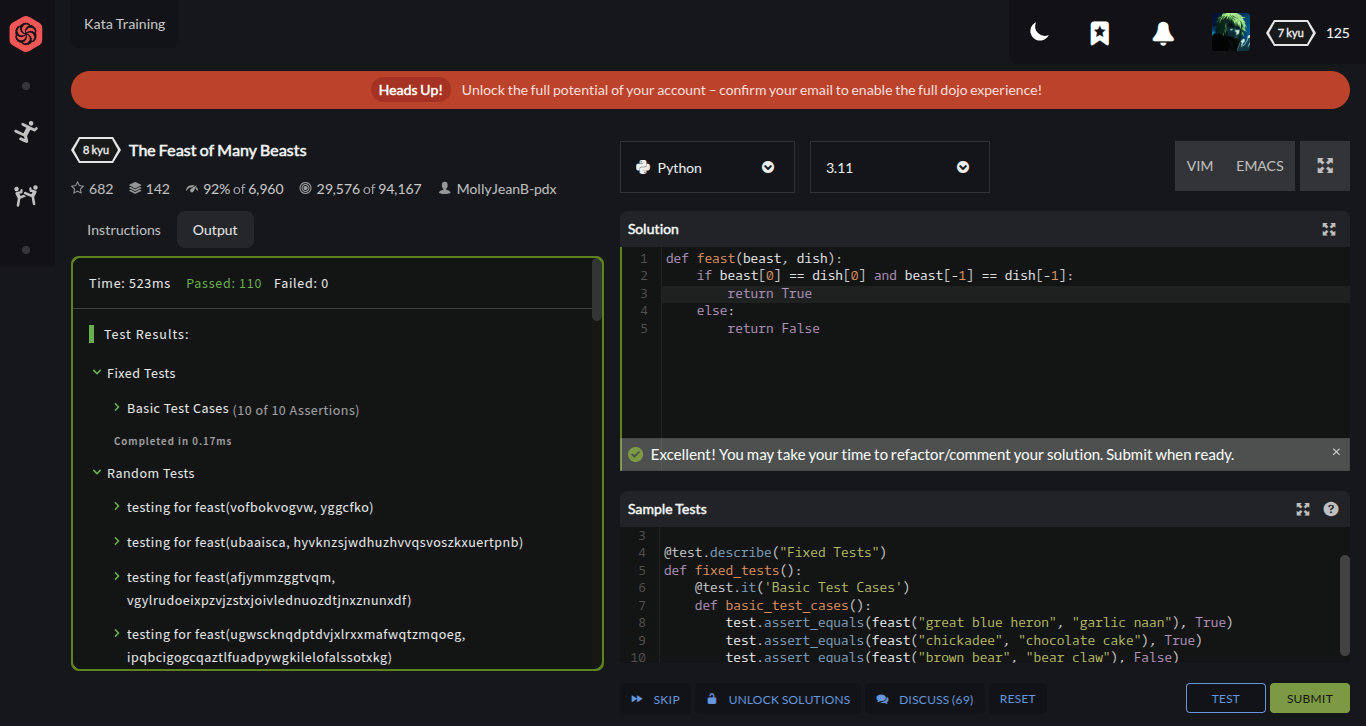 Kata Training
7 kyu 125
Heads Up! Unlock the full potential of your account – confirm your email to enable the full dojo experience!
8 kyu The Feast of Many Beasts
682 142 92% of 6,960 29,576 of 94,167 MollyJeanB-pdx
Instructions Output
Time: 523ms Passed: 110 Failed: 0
Test Results:
Fixed Tests
Basic Test Cases (10 of 10 Assertions)
Completed in 0.17ms
Random Tests
testing for feast(vofbokvogvw, yggcfko)
testing for feast(ubaaisca, hyvknzsjwdhuzhvvqsvoszkxuertpnb)
testing for feast(afjymmzggtvqm,
vgylrudoeixpzvjzstxjoivlednuozdtjnxznunxdf)
testing for feast(ugwscknqdptdvjxlrxxmafwqtzmqoeg,
ipqbcigogcqaztlfuadpywgkilelofalssotxkg)
Python 3.11 VIM EMACS
Solution
1 def feast(beast, dish):
2 if beast[0] == dish[0] and beast[-1] == dish[-1]:
3 return True
4 else:
5 return False
Excellent! You may take your time to refactor/comment your solution. Submit when ready. ×
Sample Tests ?
3
4 @test.describe("Fixed Tests")
5 def fixed_tests():
6 @test.it('Basic Test Cases')
7 def basic_test_cases():
8 test.assert_equals(feast("great blue heron", "garlic naan"), True)
9 test.assert_equals(feast("chickadee", "chocolate cake"), True)
10 test.assert_equals(feast("brown bear", "bear claw"), False)
SKIP UNLOCK SOLUTIONS DISCUSS (69) RESET TEST SUBMIT